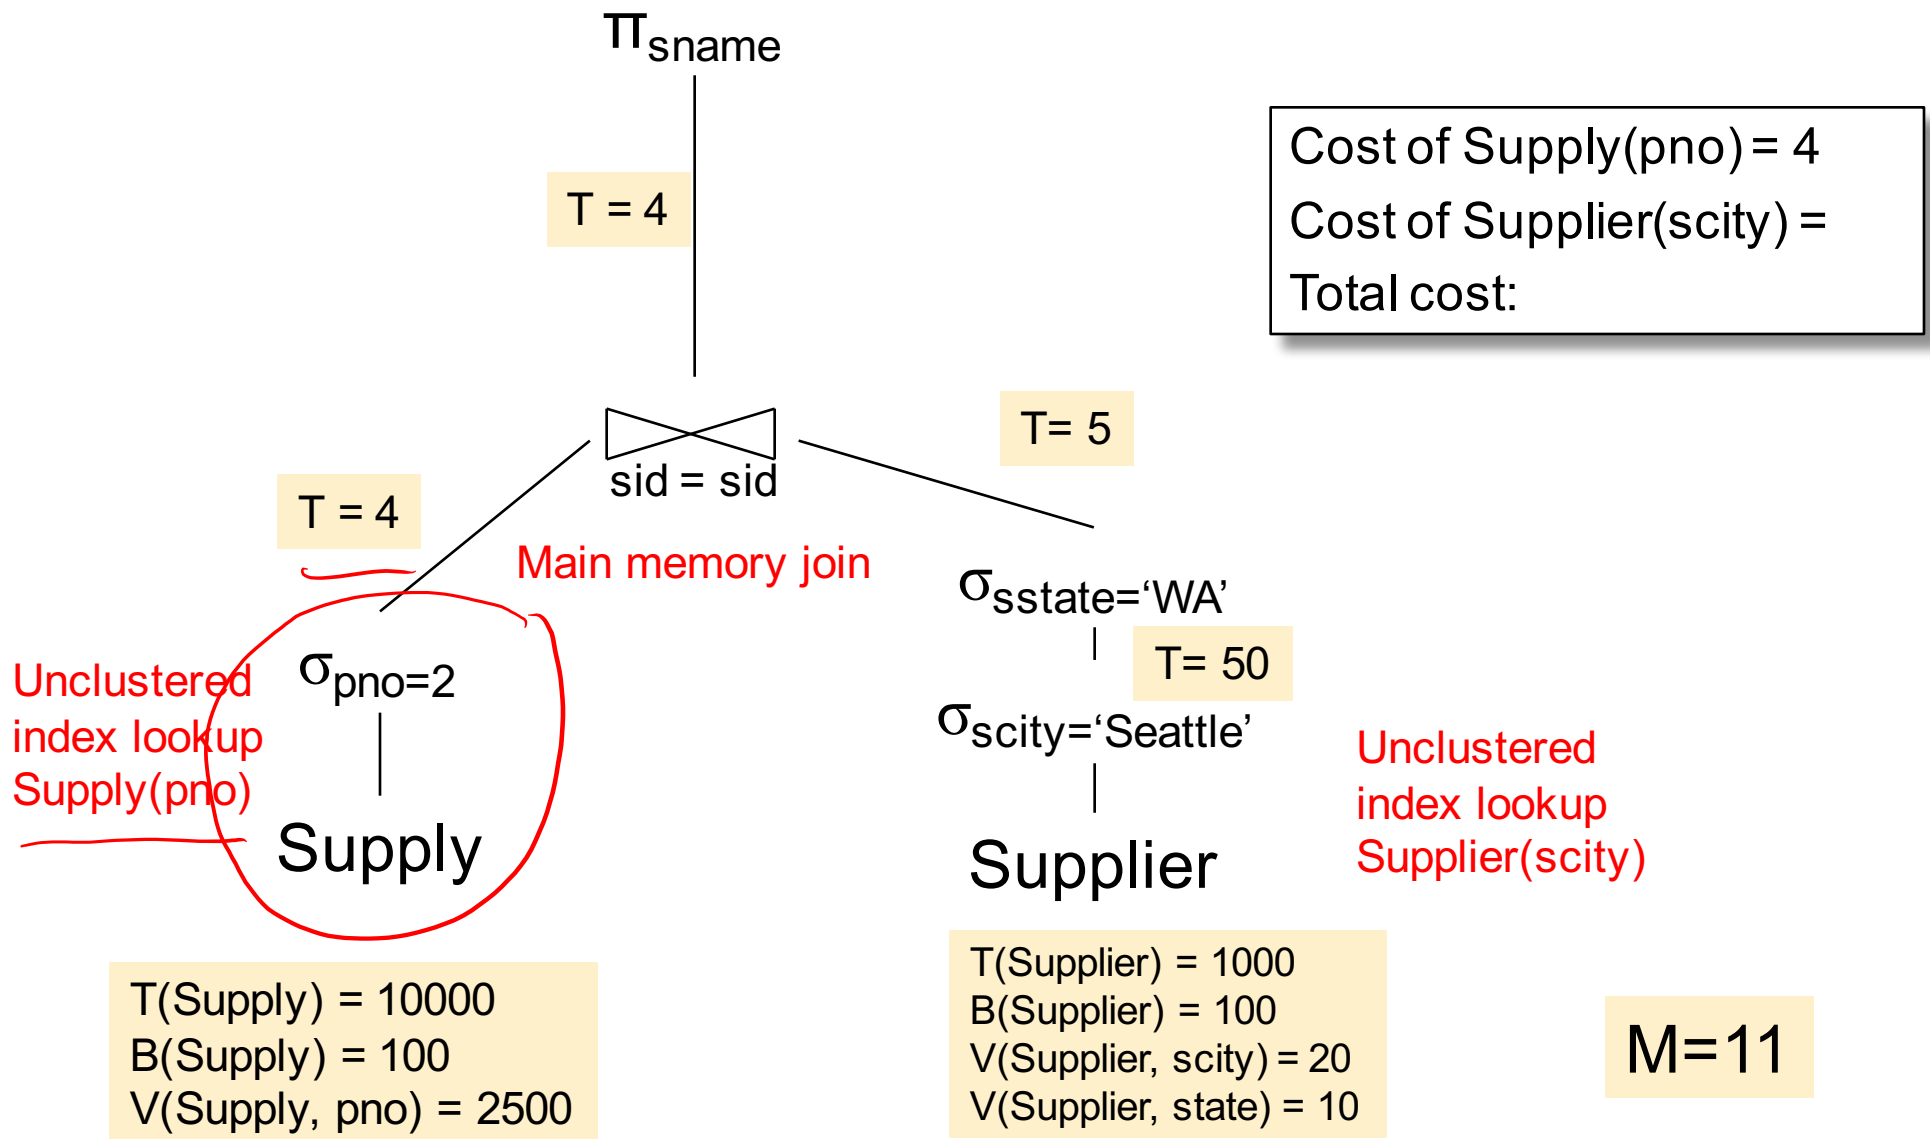 πsname
Cost of Supply(pno) = 4
Cost of Supplier(scity) =
Total cost:
T = 4
T= 5
sid = sid
T = 4
Main memory join
σsstate=‘WA’
T= 50
σpno=2
Unclustered
index lookup
Supply(pno)
σscity=‘Seattle’
Unclustered
index lookup
Supplier(scity)
Supply
Supplier
T(Supply) = 10000
B(Supply) = 100
V(Supply, pno) = 2500
T(Supplier) = 1000
B(Supplier) = 100
V(Supplier, scity) = 20
V(Supplier, state) = 10
M=11